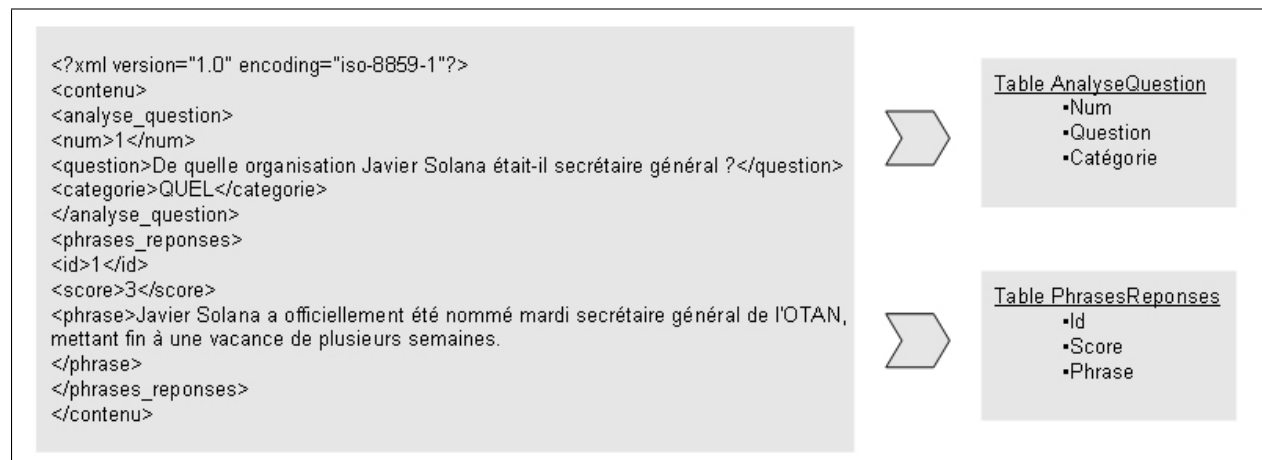 <?xml version="1.0" encoding="iso-8859-1"?>
<contenu>
<analyse_question>
<num>1</num>
<question>De quelle organisation Javier Solana était-il secrétaire général ?</question>
<categorie>QUEL</categorie>
</analyse_question>
<phrases_reponses>
<id>1</id>
<score>3</score>
<phrase>Javier Solana a officiellement été nommé mardi secrétaire général de l'OTAN,
mettant fin à une vacance de plusieurs semaines.
</phrase>
</phrases_reponses>
</contenu>
Table AnalyseQuestion
▪Num
▪Question
▪Catégorie
Table PhrasesReponses
▪Id
▪Score
▪Phrase